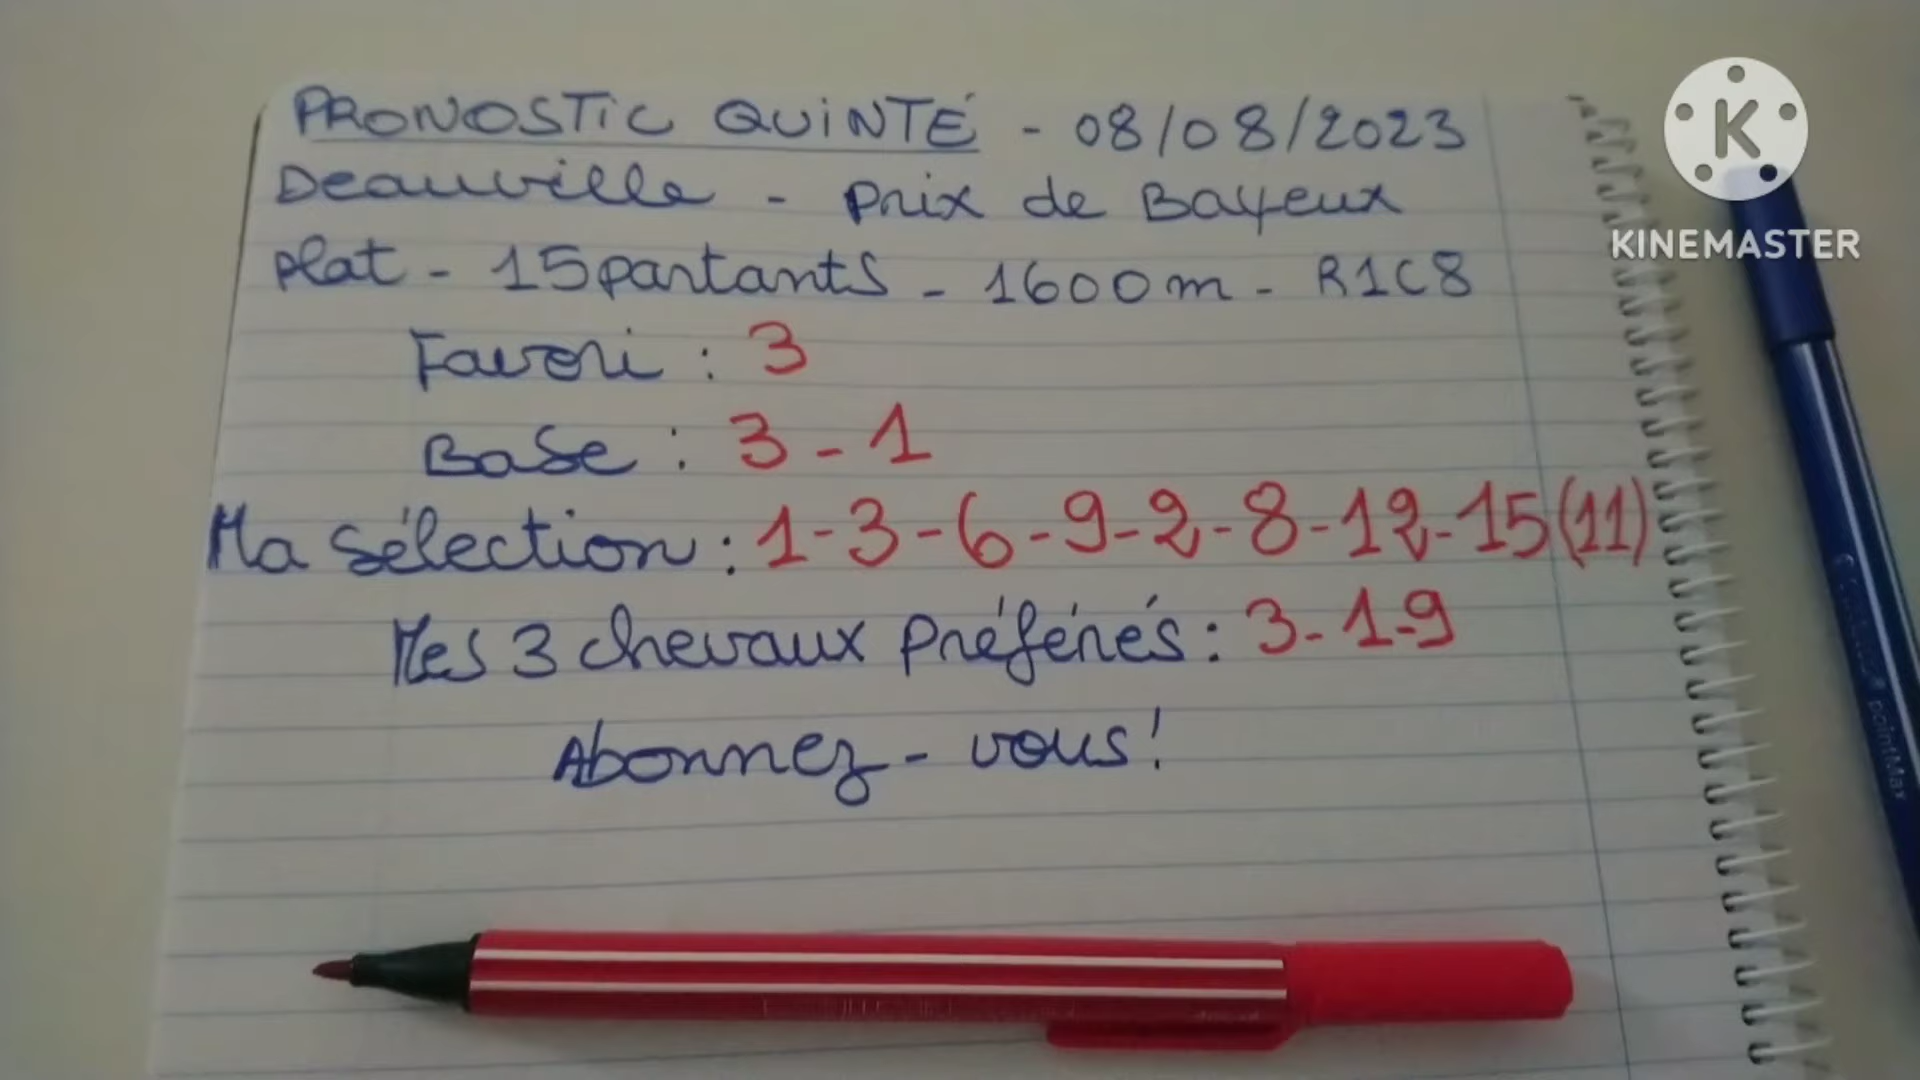 PRONOSTIC QUINTÉ - 08/08/2023
Deauville - Prix de Bayeux
plat - 15 partants - 1600m - R1C8
Favori : 3
Base : 3 - 1
Ma sélection : 1-3-6-9-2-8-12-15(11)
Mes 3 chevaux préférés : 3-1-9
Abonnez-vous!
K
KINEMASTER
pointMax